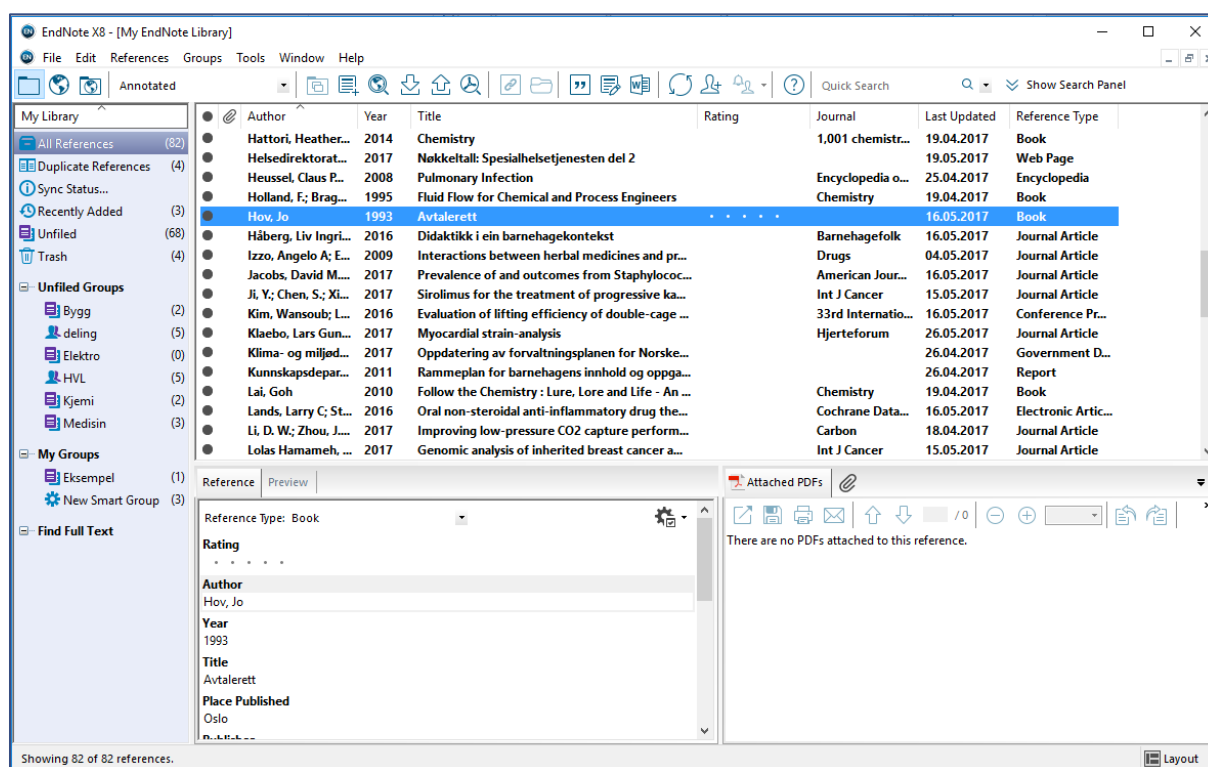 EndNote X8 - [My EndNote Library]
File Edit References Groups Tools Window Help
Annotated Quick Search Show Search Panel
My Library
All References (82)
Duplicate References (4)
Sync Status...
Recently Added (3)
Unfiled (68)
Trash (4)
Unfiled Groups
Bygg (2)
deling (5)
Elektro (0)
HVL (5)
Kjemi (2)
Medisin (3)
My Groups
Eksempel (1)
New Smart Group (3)
Find Full Text
Author Year Title Rating Journal Last Updated Reference Type
Hattori, Heather... 2014 Chemistry 1,001 chemistr... 19.04.2017 Book
Helsedirektorat... 2017 Nøkkeltall: Spesialhelsetjenesten del 2 19.05.2017 Web Page
Heussel, Claus P... 2008 Pulmonary Infection Encyclopedia o... 25.04.2017 Encyclopedia
Holland, F.; Brag... 1995 Fluid Flow for Chemical and Process Engineers Chemistry 19.04.2017 Book
Hov, Jo 1993 Avtalerett 16.05.2017 Book
Håberg, Liv Ingri... 2016 Didaktikk i ein barnehagekontekst Barnehagefolk 16.05.2017 Journal Article
Izzo, Angelo A; E... 2009 Interactions between herbal medicines and pr... Drugs 04.05.2017 Journal Article
Jacobs, David M.... 2017 Prevalence of and outcomes from Staphylococ... American Jour... 16.05.2017 Journal Article
Ji, Y.; Chen, S.; Xi... 2017 Sirolimus for the treatment of progressive ka... Int J Cancer 15.05.2017 Journal Article
Kim, Wansoub; L... 2016 Evaluation of lifting efficiency of double-cage ... 33rd Internatio... 16.05.2017 Conference Pr...
Klaebo, Lars Gun... 2017 Myocardial strain-analysis Hjerteforum 26.05.2017 Journal Article
Klima- og miljød... 2017 Oppdatering av forvaltningsplanen for Norske... 26.04.2017 Government D...
Kunnskapsdepar... 2011 Rammeplan for barnehagens innhold og oppga... 26.04.2017 Report
Lai, Goh 2010 Follow the Chemistry : Lure, Lore and Life - An ... Chemistry 19.04.2017 Book
Lands, Larry C; St... 2016 Oral non-steroidal anti-inflammatory drug the... Cochrane Data... 16.05.2017 Electronic Artic...
Li, D. W.; Zhou, J.... 2017 Improving low-pressure CO2 capture perform... Carbon 18.04.2017 Journal Article
Lolas Hamameh, ... 2017 Genomic analysis of inherited breast cancer a... Int J Cancer 15.05.2017 Journal Article
Reference Preview
Reference Type: Book
Rating
Author
Hov, Jo
Year
1993
Title
Avtalerett
Place Published
Oslo
Attached PDFs
/ 0
There are no PDFs attached to this reference.
Showing 82 of 82 references.
Layout